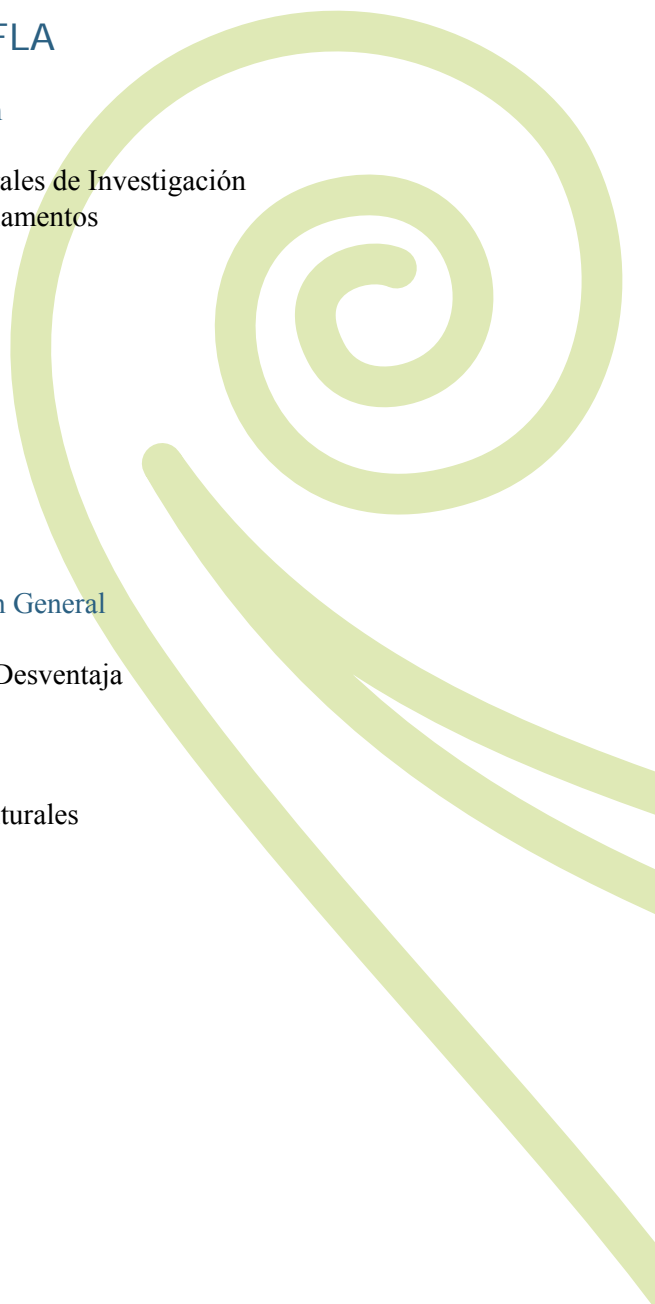 FLA
n
ales de Investigación
amentos
n General
Desventaja
turales